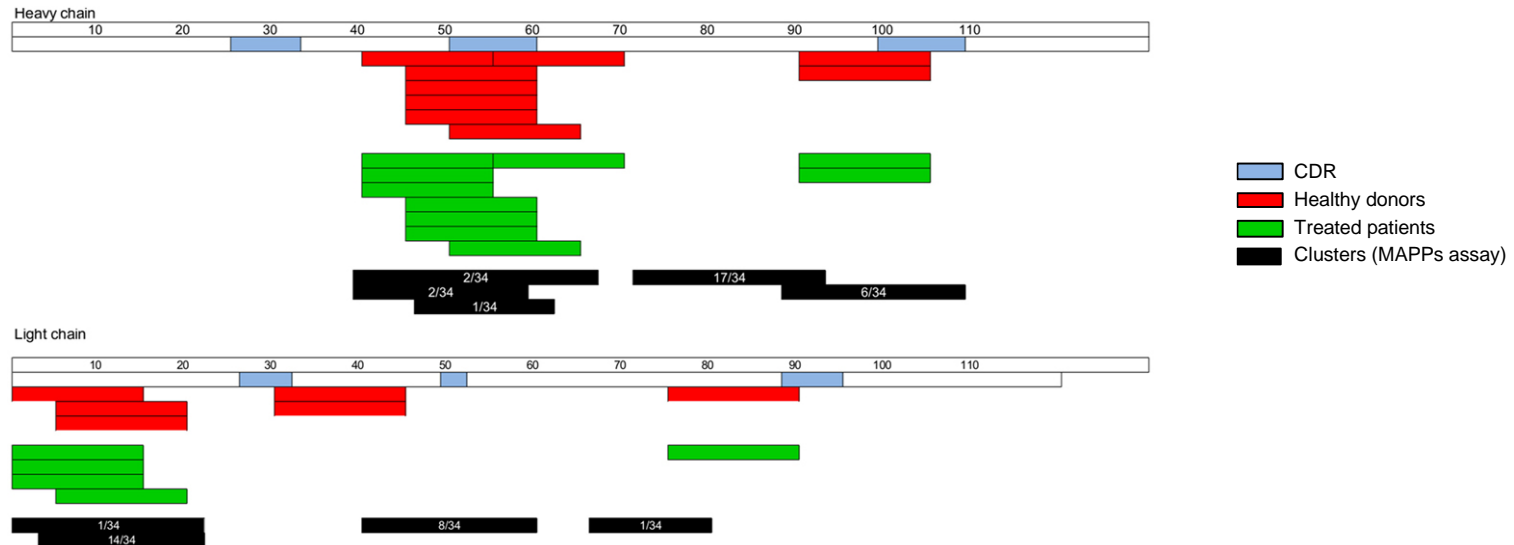 Heavy chain
10 20 30 40 50 60 70 80 90 100 110
CDR
Healthy donors
Treated patients
Clusters (MAPPs assay)
2/34 17/34
2/34 6/34
1/34
Light chain
10 20 30 40 50 60 70 80 90 100 110
1/34 8/34 1/34
14/34